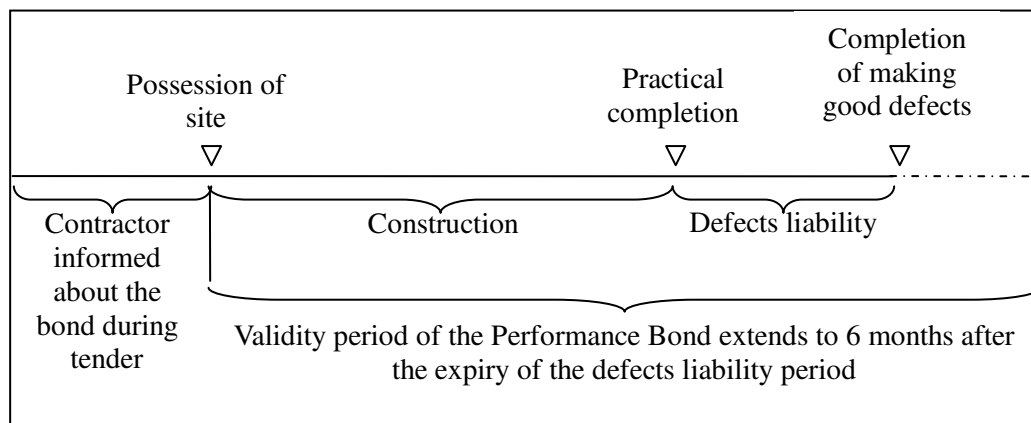 Possession of
site
Practical
completion
Completion
of making
good defects
Contractor
informed
about the
bond during
tender
Construction
Defects liability
Validity period of the Performance Bond extends to 6 months after
the expiry of the defects liability period